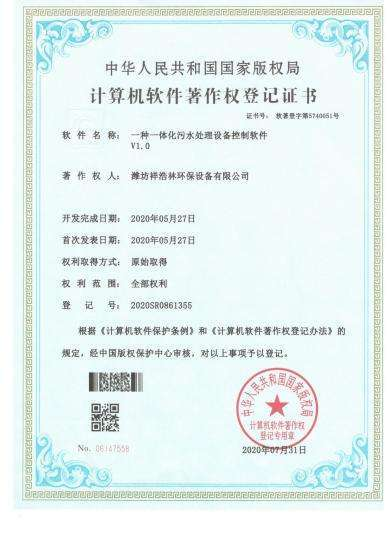 中华人民共和国国家版权局
计算机软件著作权登记证书
证书号： 软著登字第5740051号
软件名称： 一种一体化污水处理设备控制软件
V1.0
著作权人： 潍坊祥浩林环保设备有限公司
开发完成日期： 2020年05月27日
首次发表日期： 2020年05月27日
权利取得方式： 原始取得
权利范围： 全部权利
登记号： 2020SR0861355
根据《计算机软件保护条例》和《计算机软件著作权登记办法》的
规定，经中国版权保护中心审核，对以上事项予以登记。
中华人民共和国国家版权局
计算机软件著作权
登记专用章
No. 06147558
2020年07月31日